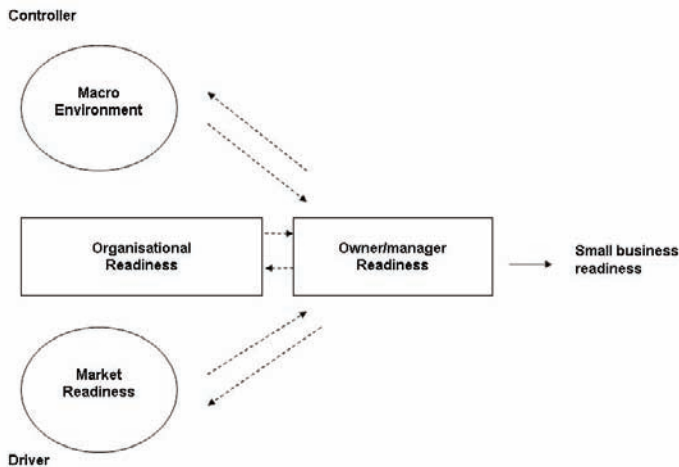 Controller
Macro
Environment
Organisational
Readiness
Owner/manager
Readiness
Small business
readiness
Market
Readiness
Driver